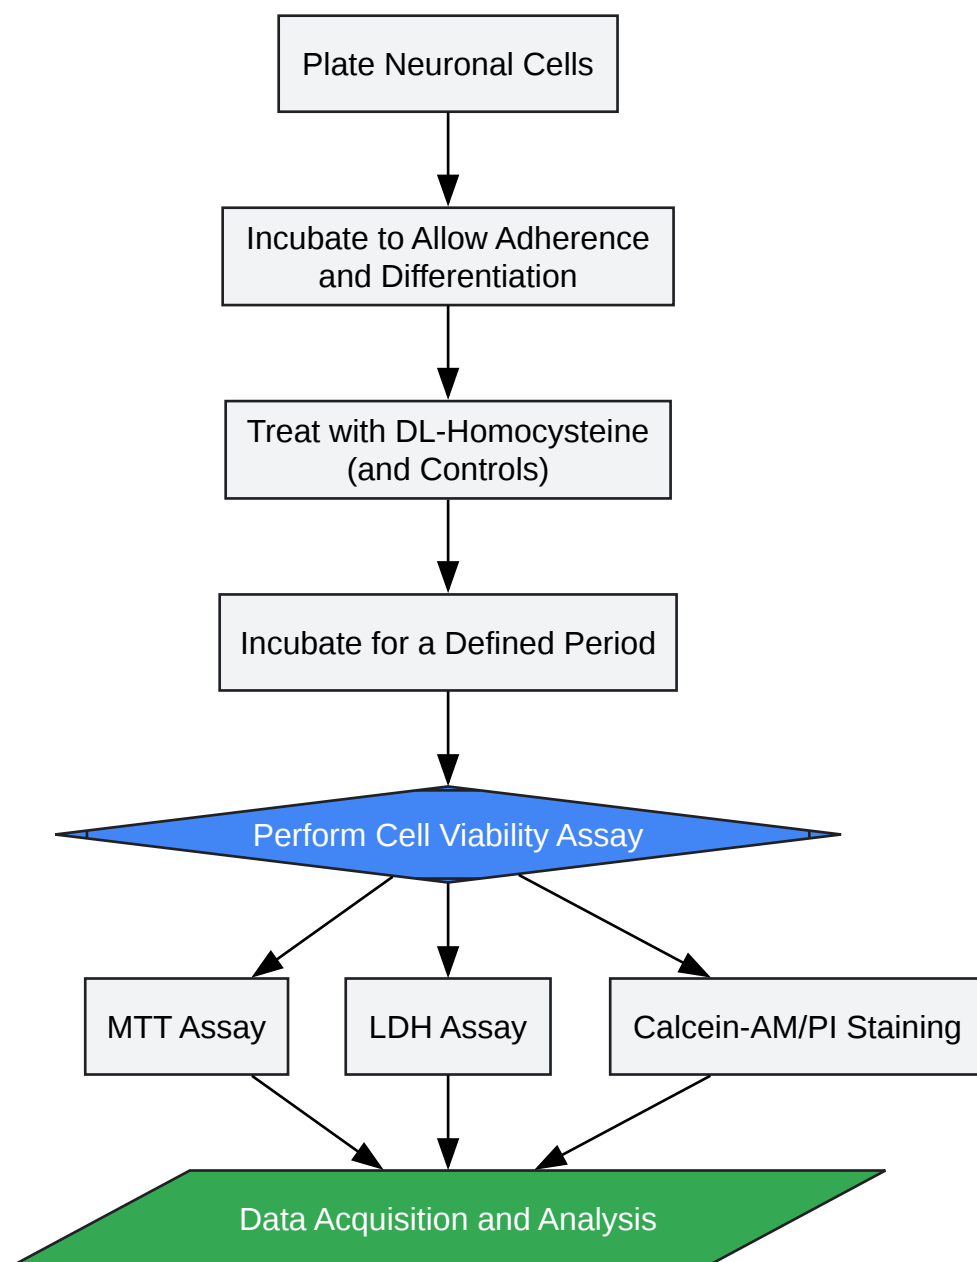 Plate Neuronal Cells
Incubate to Allow Adherence
and Differentiation
Treat with DL-Homocysteine
(and Controls)
Incubate for a Defined Period
Perform Cell Viability Assay
MTT Assay
LDH Assay
Calcein-AM/PI Staining
Data Acquisition and Analysis